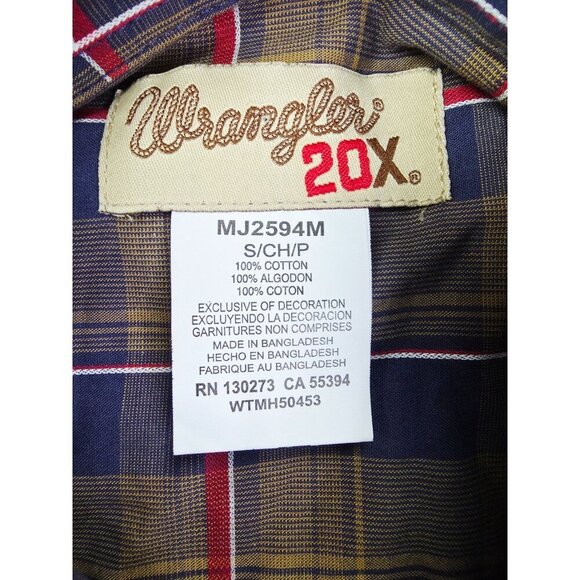 Wrangler®
20X®
MJ2594M
S/CH/P
100% COTTON
100% ALGODON
100% COTON
EXCLUSIVE OF DECORATION
EXCLUYENDO LA DECORACION
GARNITURES NON COMPRISES
MADE IN BANGLADESH
HECHO EN BANGLADESH
FABRIQUE AU BANGLADESH
RN 130273 CA 55394
WTMH50453